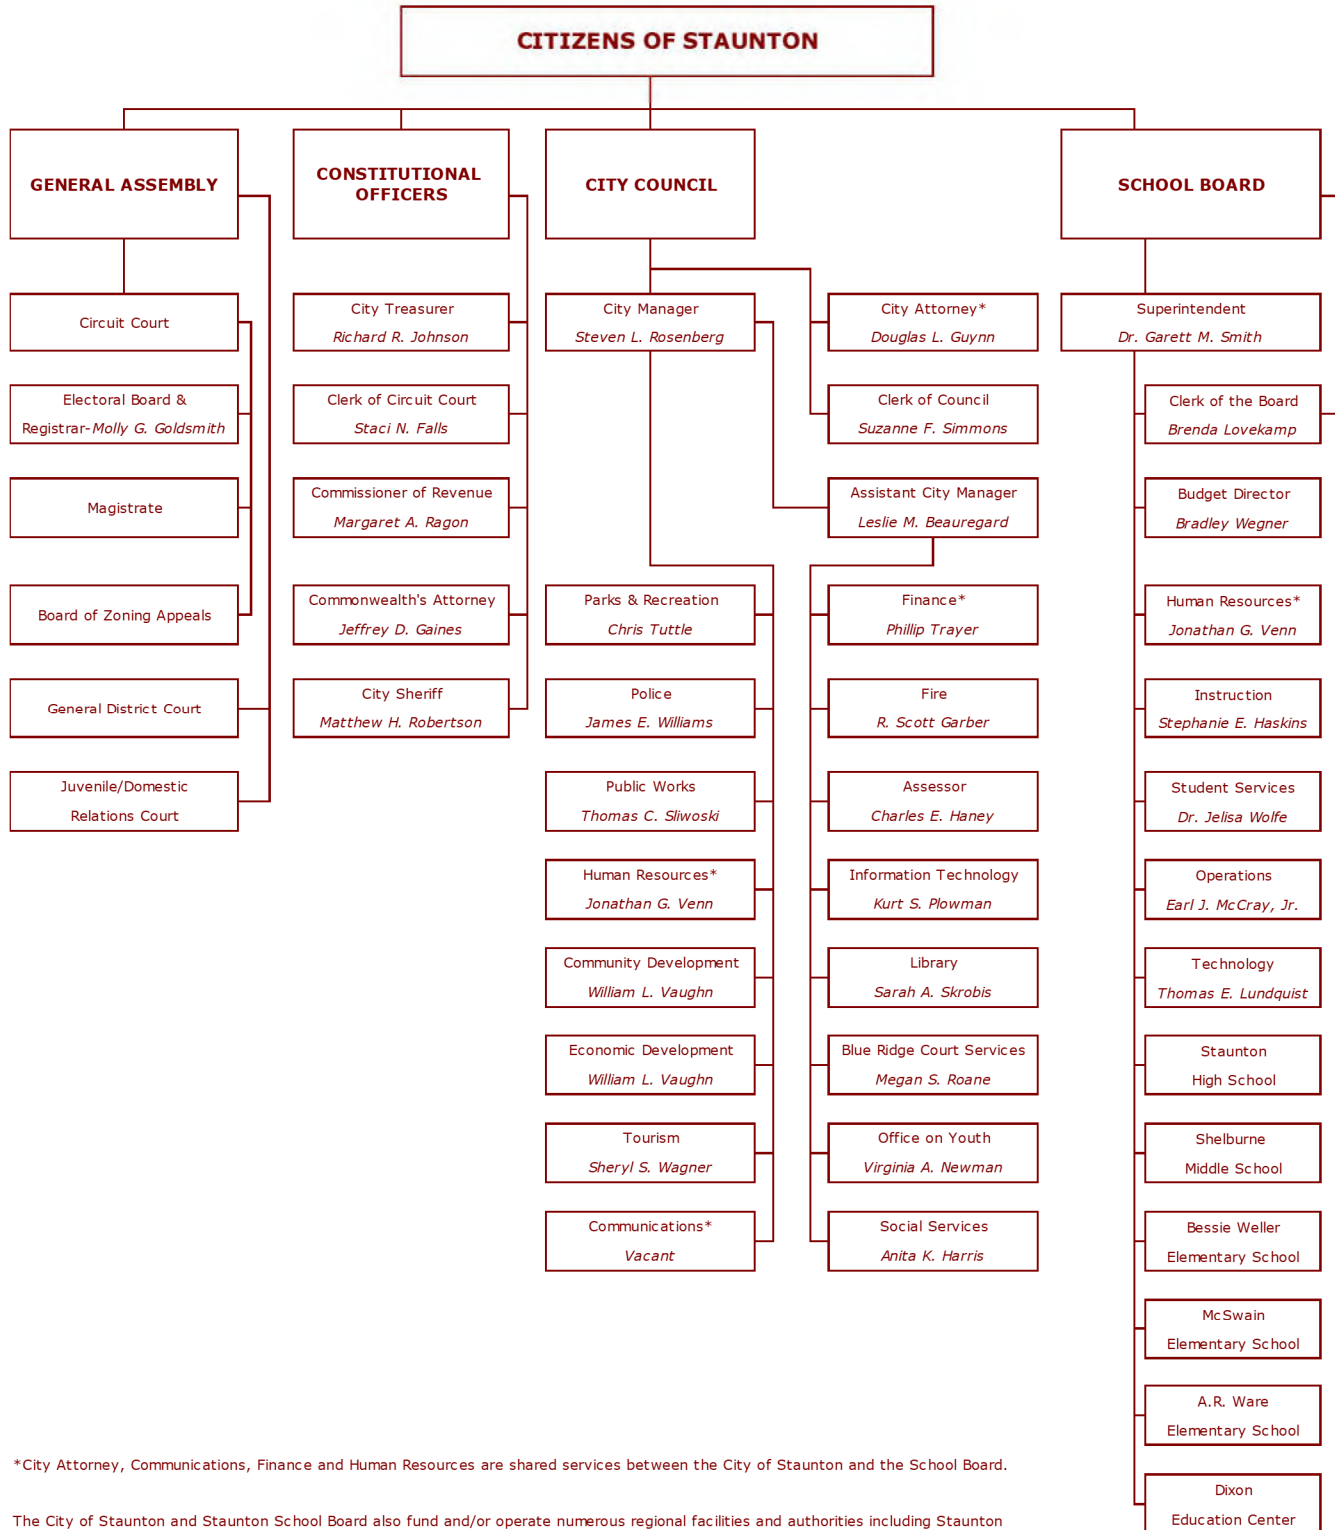 CITIZENS OF STAUNTON
GENERAL ASSEMBLY
CONSTITUTIONAL
OFFICERS
CITY COUNCIL
SCHOOL BOARD
Circuit Court
Electoral Board &
Registrar-Molly G. Goldsmith
Magistrate
Board of Zoning Appeals
General District Court
Juvenile/Domestic
Relations Court
City Treasurer
Richard R. Johnson
Clerk of Circuit Court
Staci N. Falls
Commissioner of Revenue
Margaret A. Ragon
Commonwealth's Attorney
Jeffrey D. Gaines
City Sheriff
Matthew H. Robertson
City Manager
Steven L. Rosenberg
Parks & Recreation
Chris Tuttle
Police
James E. Williams
Public Works
Thomas C. Sliwoski
Human Resources*
Jonathan G. Venn
Community Development
William L. Vaughn
Economic Development
William L. Vaughn
Tourism
Sheryl S. Wagner
Communications*
Vacant
City Attorney*
Douglas L. Guynn
Clerk of Council
Suzanne F. Simmons
Assistant City Manager
Leslie M. Beauregard
Finance*
Phillip Trayer
Fire
R. Scott Garber
Assessor
Charles E. Haney
Information Technology
Kurt S. Plowman
Library
Sarah A. Skrobis
Blue Ridge Court Services
Megan S. Roane
Office on Youth
Virginia A. Newman
Social Services
Anita K. Harris
Superintendent
Dr. Garett M. Smith
Clerk of the Board
Brenda Lovekamp
Budget Director
Bradley Wegner
Human Resources*
Jonathan G. Venn
Instruction
Stephanie E. Haskins
Student Services
Dr. Jelisa Wolfe
Operations
Earl J. McCray, Jr.
Technology
Thomas E. Lundquist
Staunton
High School
Shelburne
Middle School
Bessie Weller
Elementary School
McSwain
Elementary School
A.R. Ware
Elementary School
Dixon
Education Center
*City Attorney, Communications, Finance and Human Resources are shared services between the City of Staunton and the School Board.
The City of Staunton and Staunton School Board also fund and/or operate numerous regional facilities and authorities including Staunton